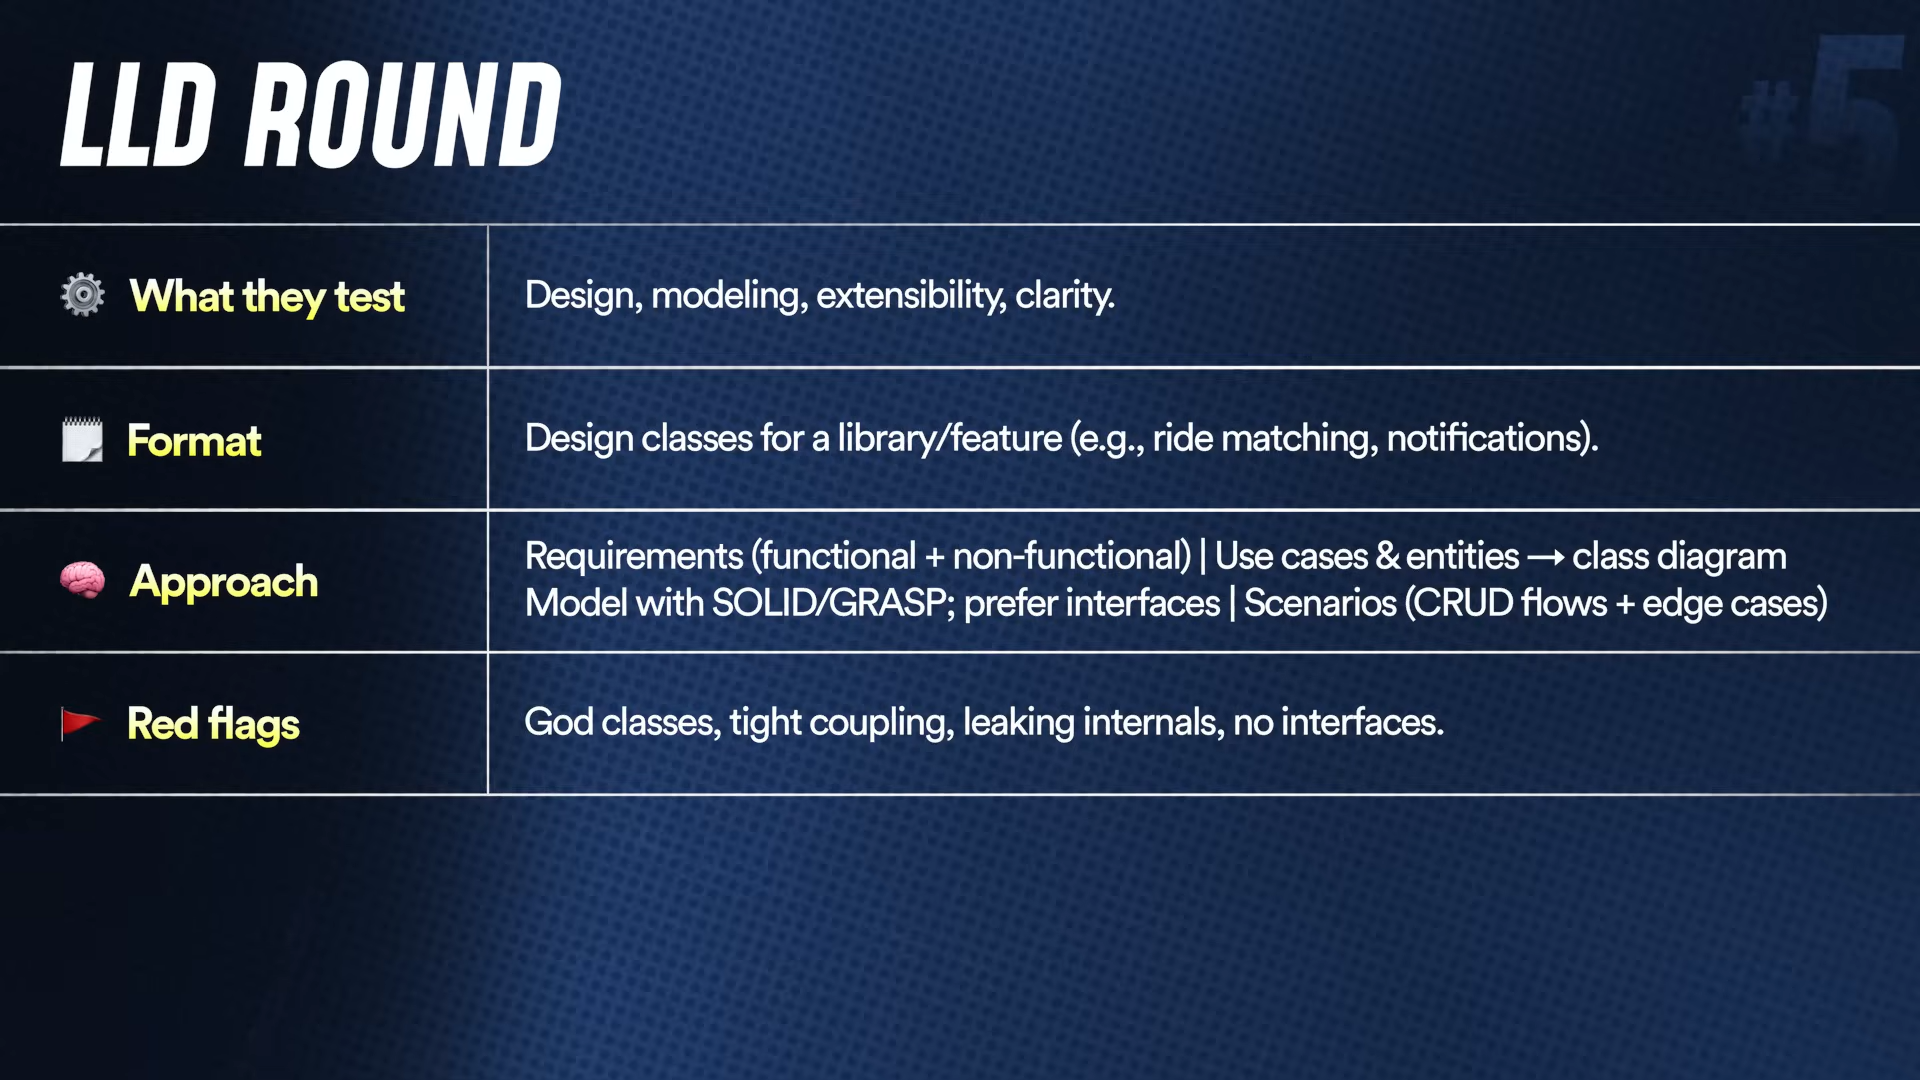 LLD ROUND
#5
What they test
Design, modeling, extensibility, clarity.
Format
Design classes for a library/feature (e.g., ride matching, notifications).
Approach
Requirements (functional + non-functional) | Use cases & entities → class diagram
Model with SOLID/GRASP; prefer interfaces | Scenarios (CRUD flows + edge cases)
Red flags
God classes, tight coupling, leaking internals, no interfaces.